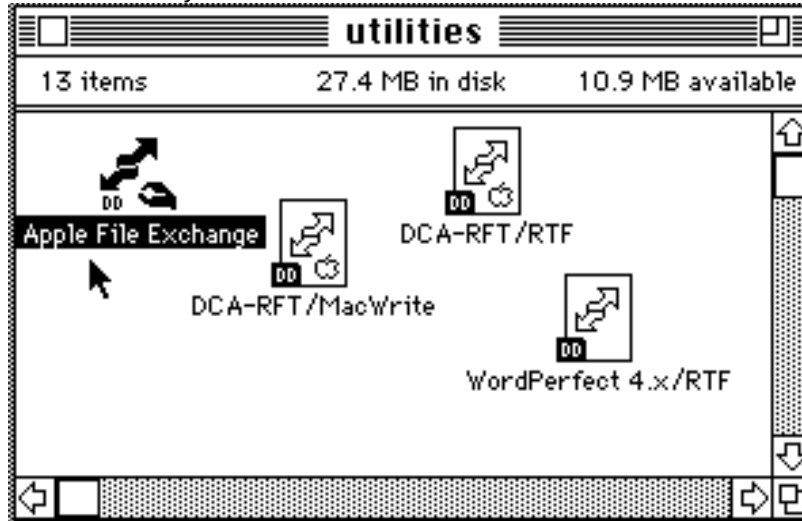 utilities
13 items 27.4 MB in disk 10.9 MB available
DD
Apple File Exchange
DD
DCA-RFT/RTF
DD
DCA-RFT/MacWrite
DD
WordPerfect 4.x/RTF